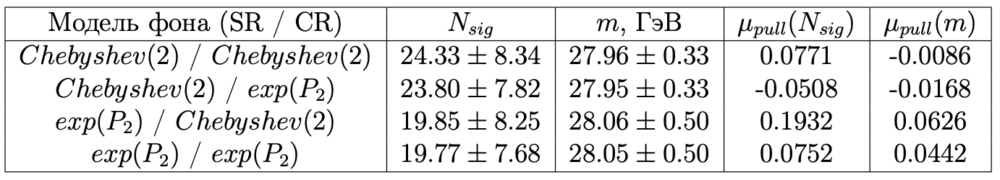 Модель фона (SR / CR) N_sig m, ГэВ μ_pull(N_sig) μ_pull(m)
Chebyshev(2) / Chebyshev(2) 24.33 ± 8.34 27.96 ± 0.33 0.0771 -0.0086
Chebyshev(2) / exp(P_2) 23.80 ± 7.82 27.95 ± 0.33 -0.0508 -0.0168
exp(P_2) / Chebyshev(2) 19.85 ± 8.25 28.06 ± 0.50 0.1932 0.0626
exp(P_2) / exp(P_2) 19.77 ± 7.68 28.05 ± 0.50 0.0752 0.0442